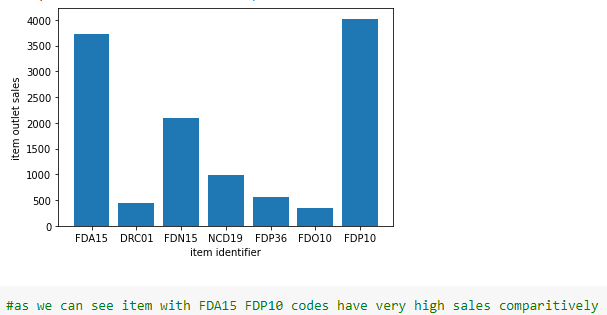 4000
3500
3000
2500
2000
1500
1000
500
0
item outlet sales
FDA15 DRC01 FDN15 NCD19 FDP36 FDO10 FDP10
item identifier
#as we can see item with FDA15 FDP10 codes have very high sales comparitively